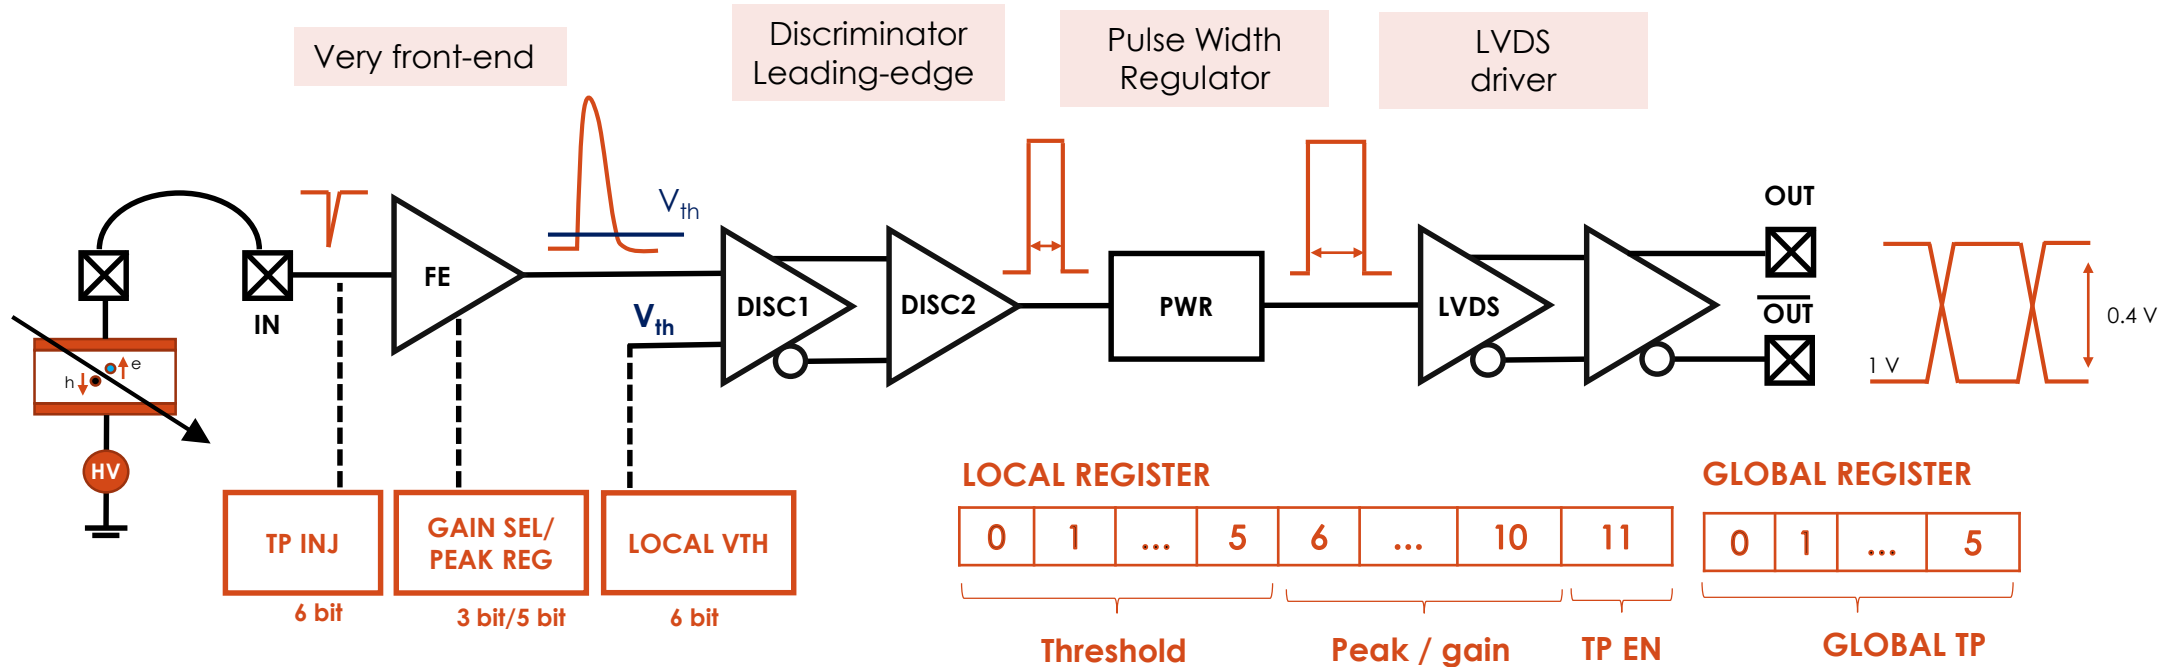 Very front-end
Discriminator
Leading-edge
Pulse Width
Regulator
LVDS
driver
V_th
OUT
IN
FE
V_th
DISC1
DISC2
PWR
LVDS
OUT
0.4 V
1 V
e
h
HV
TP INJ
6 bit
GAIN SEL/
PEAK REG
3 bit/5 bit
LOCAL VTH
6 bit
LOCAL REGISTER
0 1 ... 5 6 ... 10 11
Threshold
Peak / gain
TP EN
GLOBAL REGISTER
0 1 ... 5
GLOBAL TP